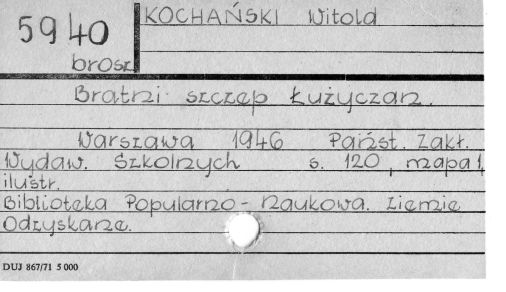 5940
brosz
KOCHAŃSKI Witold
Bratni szczep Łużyczan.
Warszawa 1946 Państ. Zakł.
Wydaw. Szkolnych s. 120, mapa 1,
ilustr.
Biblioteka Popularno-Naukowa. Ziemie
Odzyskane.
DUJ 867/71 5 000